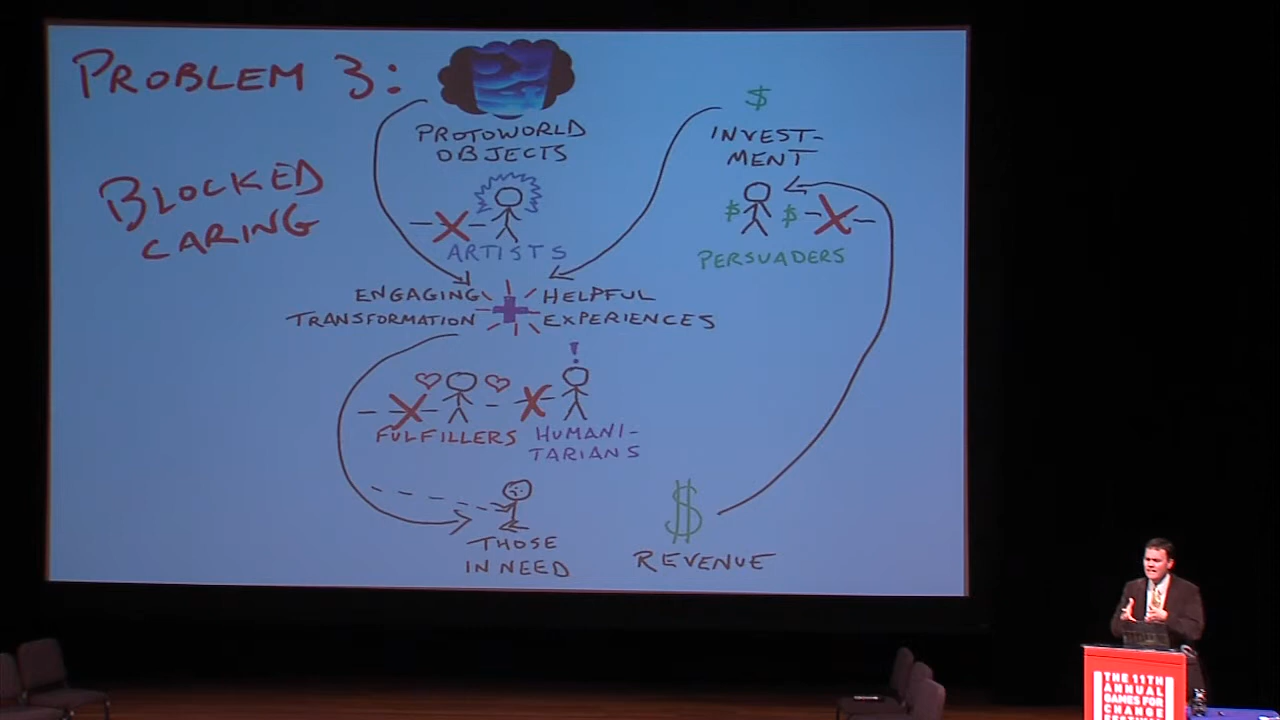 PROBLEM 3:
BLOCKED
CARING
PROTOWORLD
OBJECTS
$
INVEST-
MENT
ARTISTS
$ $
PERSUADERS
ENGAGING
TRANSFORMATION
HELPFUL
EXPERIENCES
!
FULFILLERS
HUMANI-
TARIANS
THOSE
IN NEED
$
REVENUE
THE 11TH
ANNUAL
GAMES FOR
CHANGE